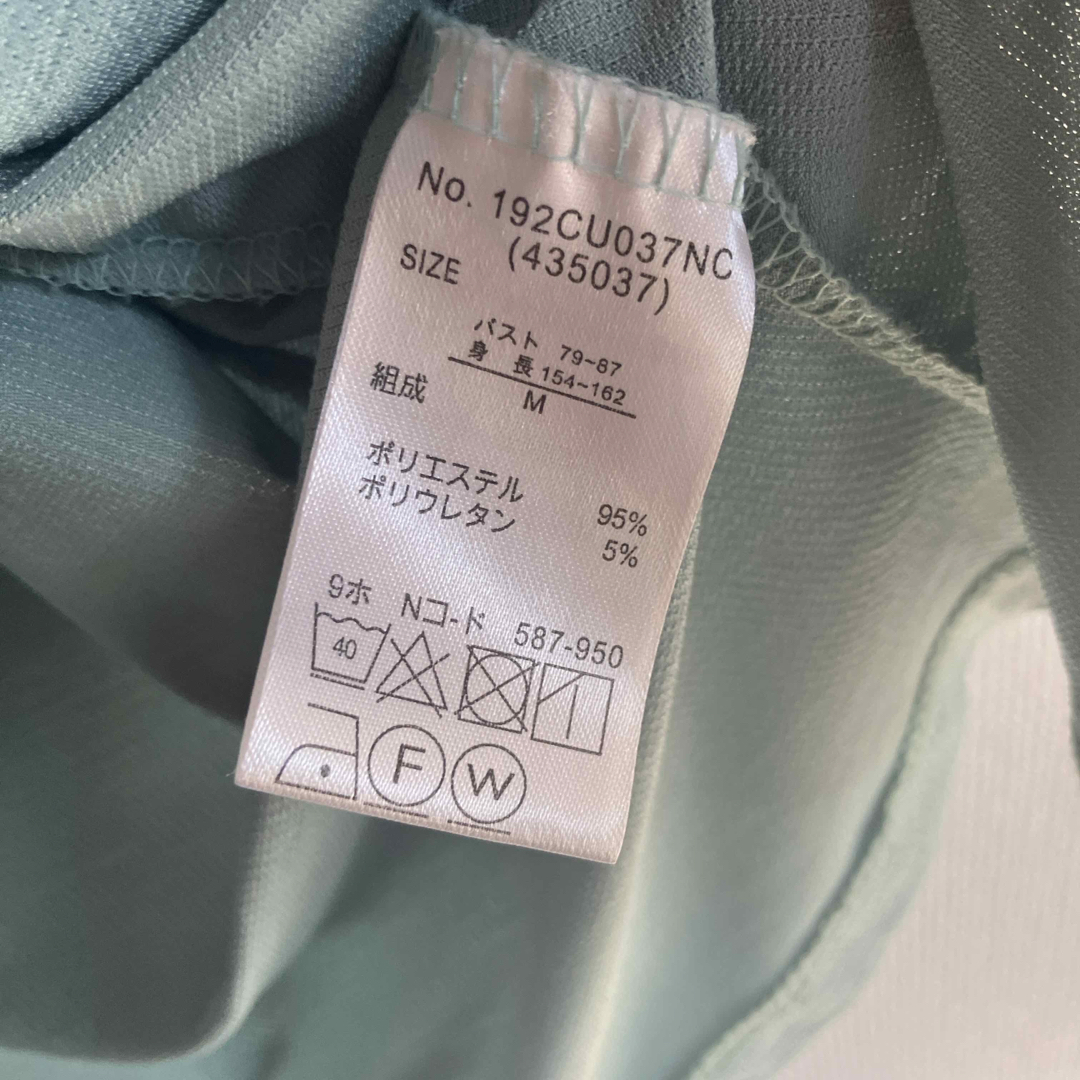 No. 192CU037NC
(435037)
SIZE
バスト 79~87
身 長 154~162
M
組成
ポリエステル 95%
ポリウレタン 5%
9ホ Nコード 587-950
40
F W